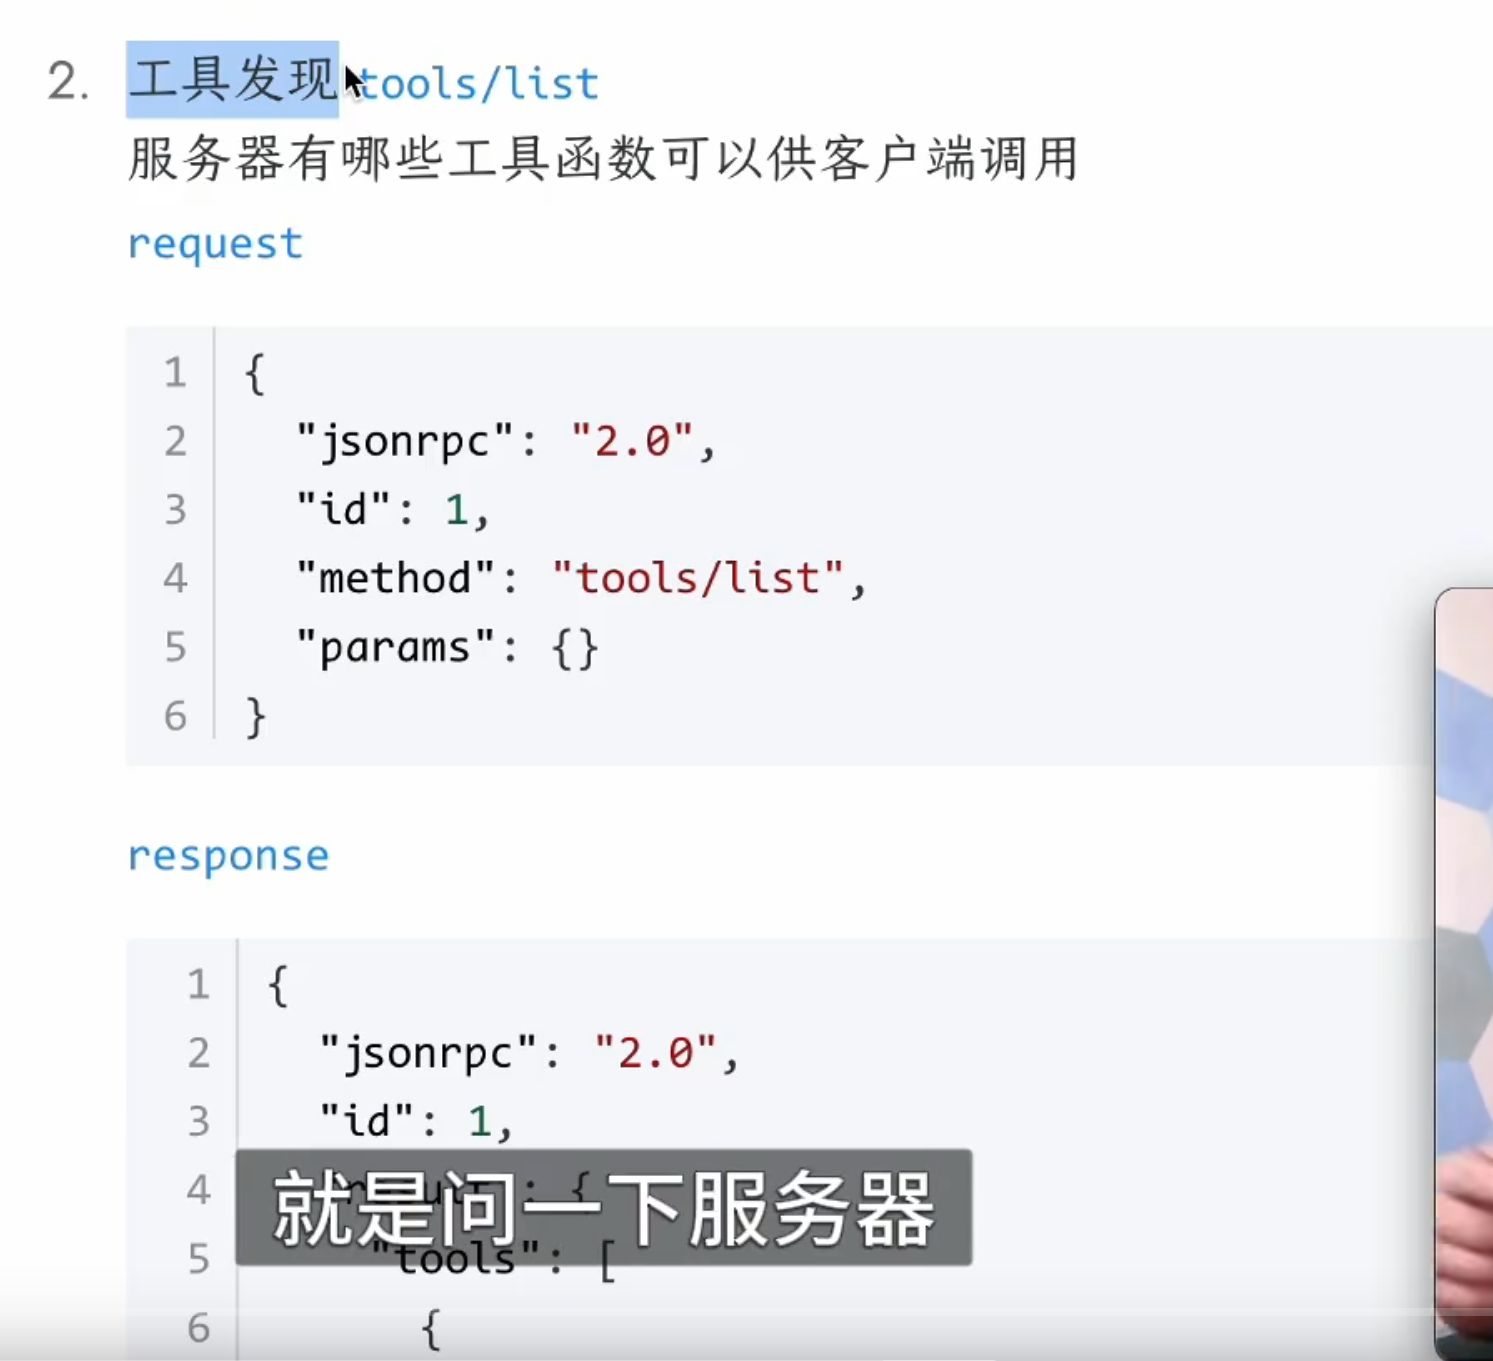 2. 工具发现 tools/list
服务器有哪些工具函数可以供客户端调用
request
1 {
2 "jsonrpc": "2.0",
3 "id": 1,
4 "method": "tools/list",
5 "params": {}
6 }
response
1 {
2 "jsonrpc": "2.0",
3 "id": 1,
4 "result": {
就是问一下服务器
5 "tools": [
6 {